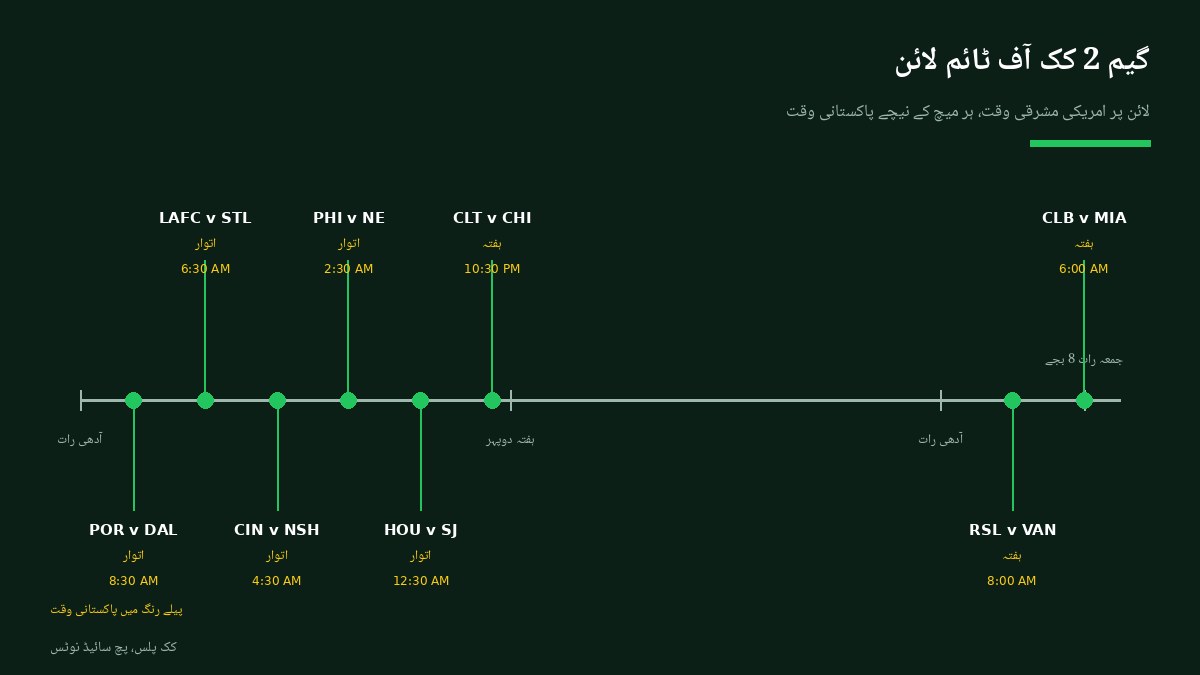 گیم 2 کک آف ٹائم لائن
لائن پر امریکی مشرقی وقت، ہر میچ کے نیچے پاکستانی وقت
CLB v MIA
ہفتہ
6:00 AM
CLT v CHI
ہفتہ
10:30 PM
PHI v NE
اتوار
2:30 AM
LAFC v STL
اتوار
6:30 AM
جمعہ رات 8 بجے
آدھی رات
ہفتہ دوپہر
آدھی رات
RSL v VAN
ہفتہ
8:00 AM
HOU v SJ
اتوار
12:30 AM
CIN v NSH
اتوار
4:30 AM
POR v DAL
اتوار
8:30 AM
پیلے رنگ میں پاکستانی وقت
کک پلس، پچ سائیڈ نوٹس